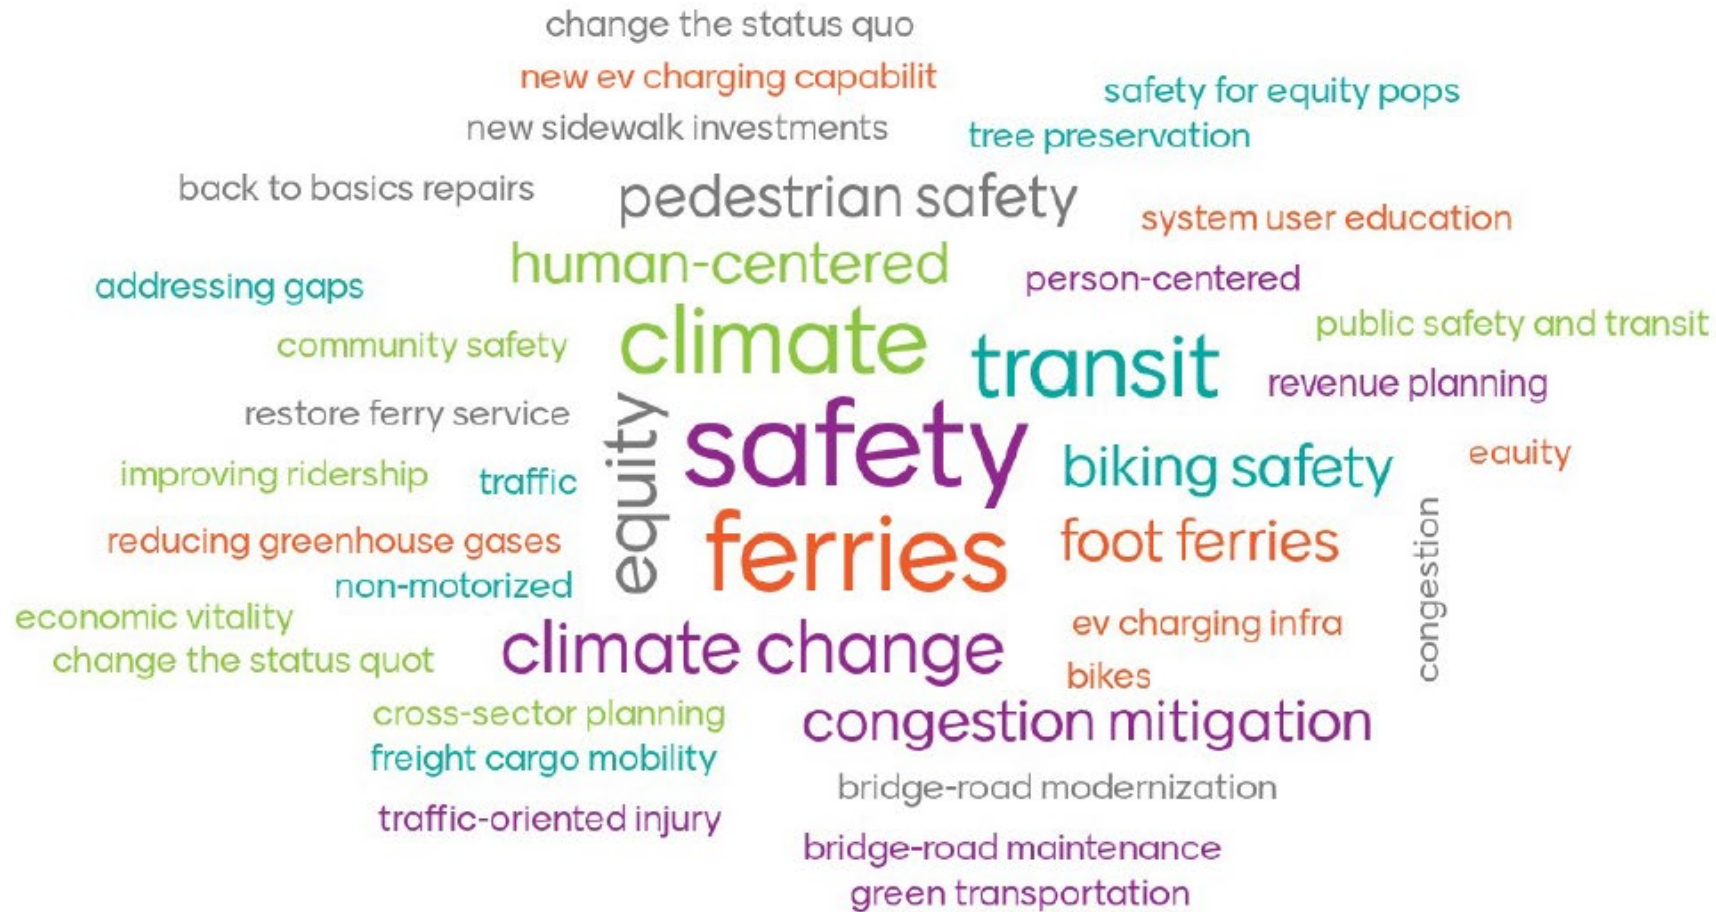 change the status quo
new ev charging capabilit
safety for equity pops
new sidewalk investments
tree preservation
back to basics repairs
pedestrian safety
system user education
human-centered
person-centered
addressing gaps
public safety and transit
community safety
climate
transit
revenue planning
restore ferry service
equity
safety
biking safety
eauity
improving ridership
traffic
reducing greenhouse gases
ferries
foot ferries
congestion
non-motorized
economic vitality
ev charging infra
change the status quot
climate change
bikes
cross-sector planning
congestion mitigation
freight cargo mobility
bridge-road modernization
traffic-oriented injury
bridge-road maintenance
green transportation